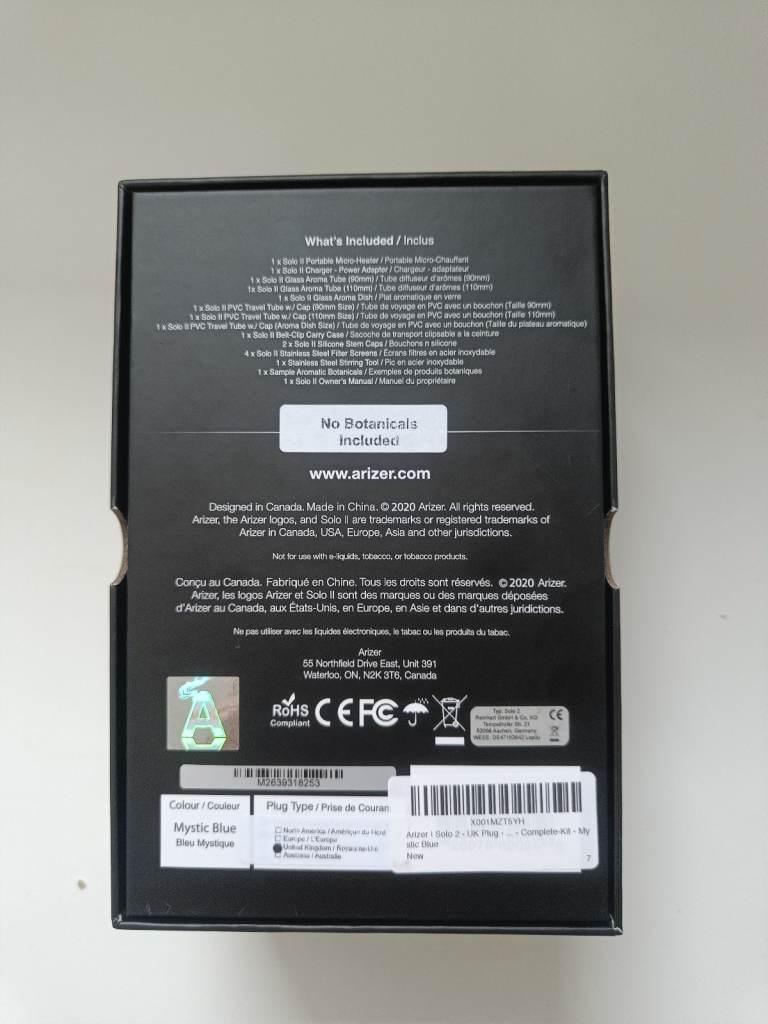 What's Included / Inclus
1 x Solo II Portable Micro-Heater / Portable Micro-Chauffant
1 x Solo II Charger - Power Adapter / Chargeur - adaptateur
1 x Solo II Glass Aroma Tube (90mm) / Tube diffuseur d'arômes (90mm)
1x Solo II Glass Aroma Tube (110mm) / Tube diffuseur d'arômes (110mm)
1 x Solo II Glass Aroma Dish / Plat aromatique en verre
1 x Solo II PVC Travel Tube w./ Cap (90mm Size) / Tube de voyage en PVC avec un bouchon (Taille 90mm)
1 x Solo II PVC Travel Tube w./ Cap (110mm Size) / Tube de voyage en PVC avec un bouchon (Taille 110mm)
1 x Solo II PVC Travel Tube w./ Cap (Aroma Dish Size) / Tube de voyage en PVC avec un bouchon (Taille du plateau aromatique)
1 x Solo II Belt-Clip Carry Case / Sacoche de transport clipsable à la ceinture
2 x Solo II Silicone Stem Caps / Bouchons n silicone
4 x Solo II Stainless Steel Filter Screens / Écrans filtres en acier inoxydable
1 x Stainless Steel Stirring Tool / Pic en acier inoxydable
1 x Sample Aromatic Botanicals / Exemples de produits botaniques
1 x Solo II Owner's Manual / Manuel du propriétaire
No Botanicals
Included
www.arizer.com
Designed in Canada. Made in China. © 2020 Arizer. All rights reserved.
Arizer, the Arizer logos, and Solo II are trademarks or registered trademarks of
Arizer in Canada, USA, Europe, Asia and other jurisdictions.
Not for use with e-liquids, tobacco, or tobacco products.
Conçu au Canada. Fabriqué en Chine. Tous les droits sont réservés. © 2020 Arizer.
Arizer, les logos Arizer et Solo II sont des marques ou des marques déposées
d'Arizer au Canada, aux États-Unis, en Europe, en Asie et dans d'autres juridictions.
Ne pas utiliser avec les liquides électroniques, le tabac ou les produits du tabac.
Arizer
55 Northfield Drive East, Unit 391
Waterloo, ON, N2K 3T6, Canada
A
RoHS
Compliant
CE FC
Typ: Solo 2
Reinhart GmbH & Co. KG
Tempelhofer Str. 21
52068 Aachen, Germany
WEEE:
CE
M2639318253
Colour / Couleur
Mystic Blue
Bleu Mystique
Plug Type / Prise de Couran
North America / Amérique du Nord
Europe / L'Europe
United Kingdom / Royaume-Uni
Australia / Australie
X001MZT5YH
Arizer | Solo 2 - UK Plug - ... - Complete-Kit - My
stic Blue
New
7